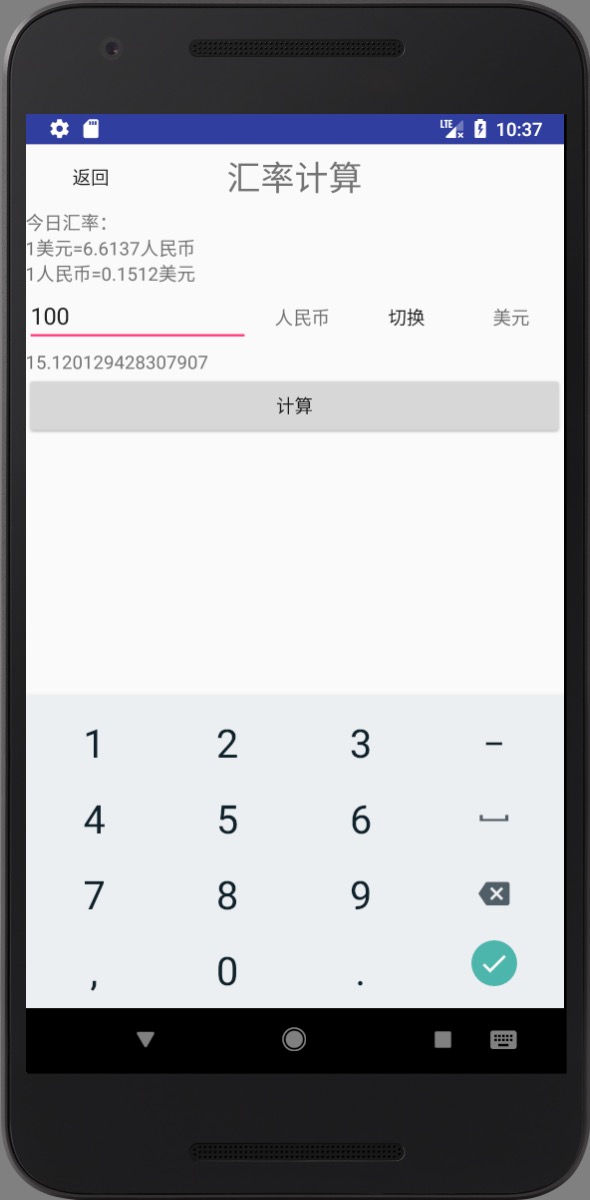 LTE 10:37
返回 汇率计算
今日汇率：
1美元=6.6137人民币
1人民币=0.1512美元
100 人民币 切换 美元
15.120129428307907
计算
1 2 3 –
4 5 6
7 8 9
, 0 .